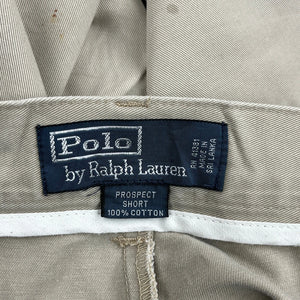 Polo
by Ralph Lauren
RN 41381
MADE IN
SRI LANKA
PROSPECT
SHORT
100% COTTON